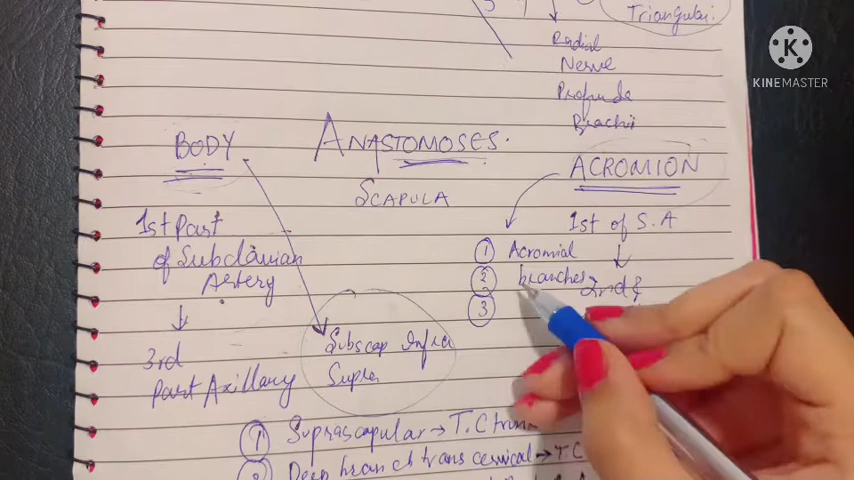 Triangular.
Radial
Nerve
Profunda
Brachii
ANASTOMOSES.
SCAPULA
BODY
1st Part
of Subclavian
Artery
3rd
Part Axillary
Subscap Infra
Supra
ACROMION
1st of S.A
2nd &
1 Acromial
2 branches
3
1 Suprascapular → T.C trunk
2 Deep branch trans cervical → T.C
K
KINEMASTER